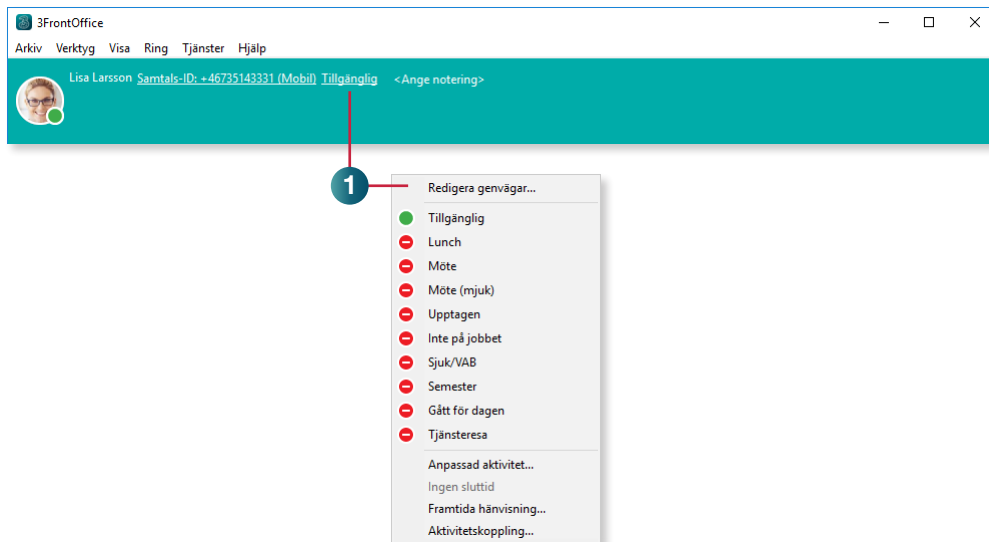 3FrontOffice
Arkiv Verktyg Visa Ring Tjänster Hjälp
Lisa Larsson Samtals-ID: +46735143331 (Mobil) Tillgänglig <Ange notering>
1
Redigera genvägar...
Tillgänglig
Lunch
Möte
Möte (mjuk)
Upptagen
Inte på jobbet
Sjuk/VAB
Semester
Gått för dagen
Tjänsteresa
Anpassad aktivitet...
Ingen sluttid
Framtida hänvisning...
Aktivitetskoppling...